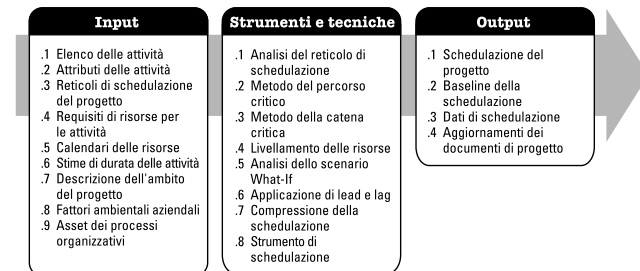 Input
.1 Elenco delle attività
.2 Attributi delle attività
.3 Reticoli di schedulazione
del progetto
.4 Requisiti di risorse per
le attività
.5 Calendari delle risorse
.6 Stime di durata delle attività
.7 Descrizione dell'ambito
del progetto
.8 Fattori ambientali aziendali
.9 Asset dei processi
organizzativi
Strumenti e tecniche
.1 Analisi del reticolo di
schedulazione
.2 Metodo del percorso
critico
.3 Metodo della catena
critica
.4 Livellamento delle risorse
.5 Analisi dello scenario
What-If
.6 Applicazione di lead e lag
.7 Compressione della
schedulazione
.8 Strumento di
schedulazione
Output
.1 Schedulazione del
progetto
.2 Baseline della
schedulazione
.3 Dati di schedulazione
.4 Aggiornamenti dei
documenti di progetto